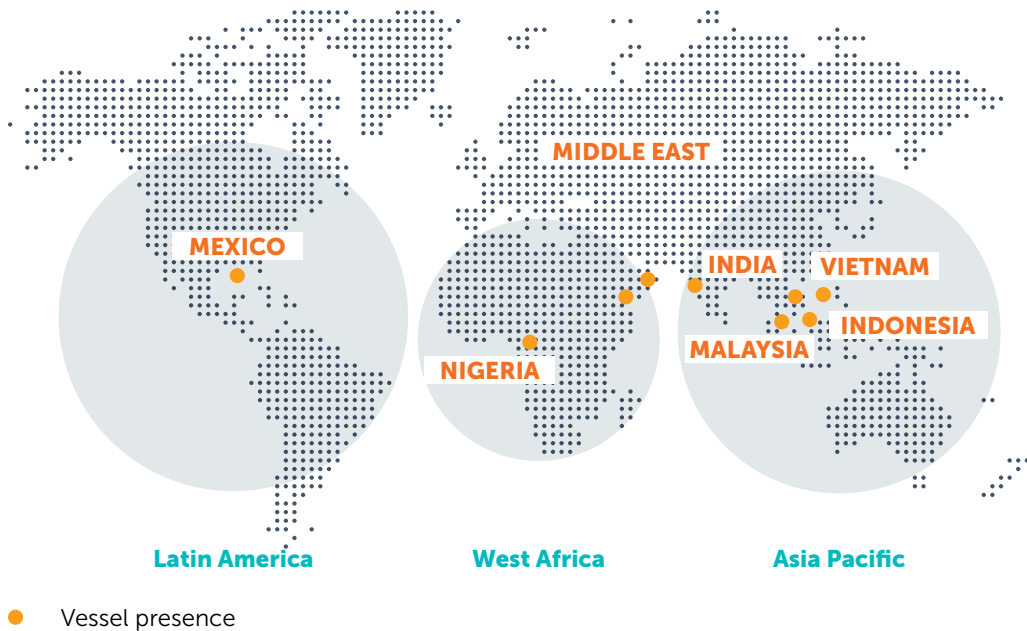 MIDDLE EAST
MEXICO
INDIA
VIETNAM
INDONESIA
MALAYSIA
NIGERIA
Latin America
West Africa
Asia Pacific
Vessel presence